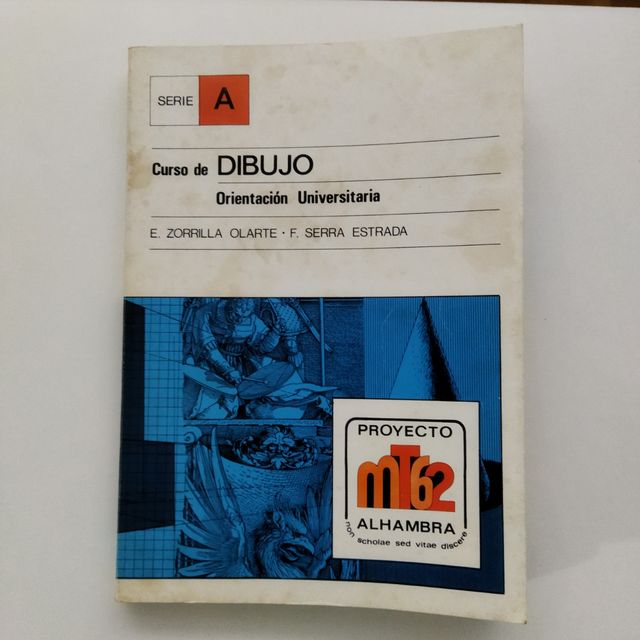 SERIE A
Curso de DIBUJO
Orientación Universitaria
E. ZORRILLA OLARTE · F. SERRA ESTRADA
PROYECTO
mT62
ALHAMBRA
non scholae sed vitae discere